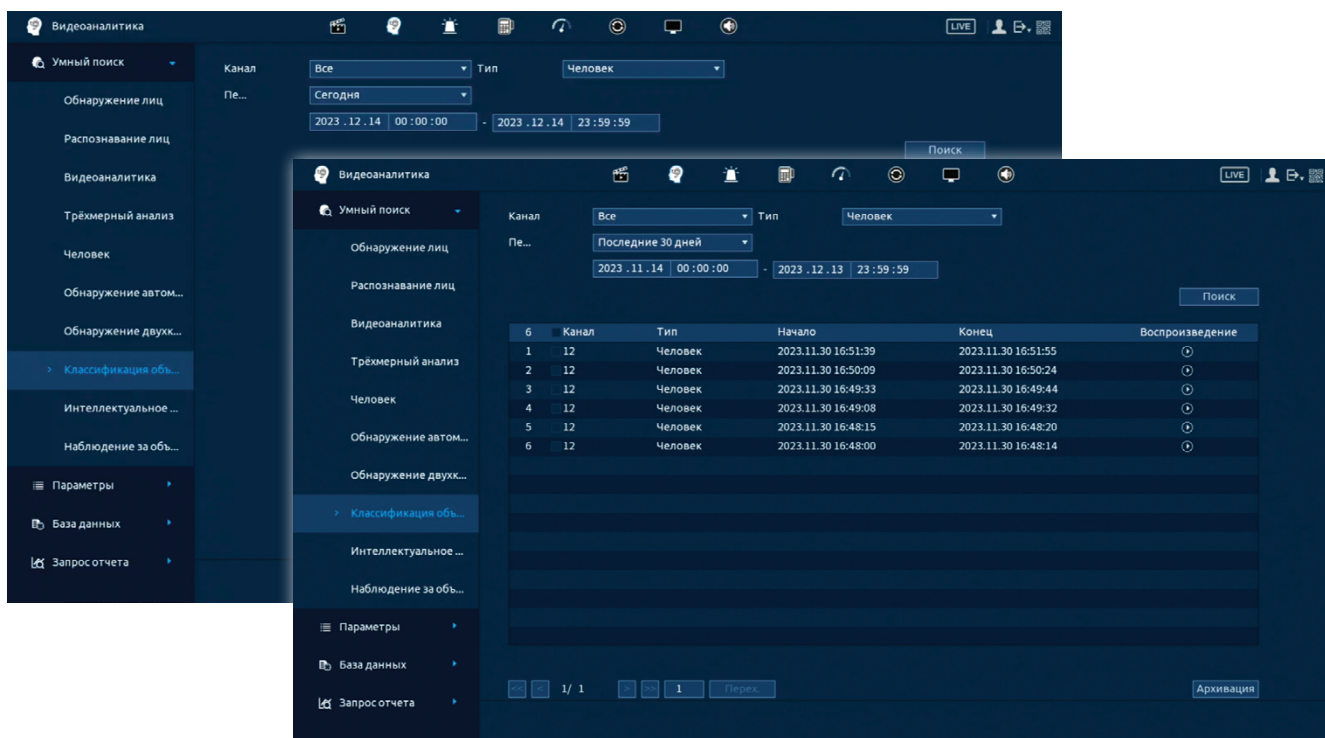 Видеоаналитика
LIVE
Умный поиск
Обнаружение лиц
Распознавание лиц
Видеоаналитика
Трёхмерный анализ
Человек
Обнаружение автом...
Обнаружение двухк...
Классификация объ...
Интеллектуальное ...
Наблюдение за объ...
Параметры
База данных
Запрос отчета
Канал Все Тип Человек
Пе... Сегодня
2023 .12 .14 00 :00 :00 - 2023 .12 .14 23 :59 :59
Поиск
Видеоаналитика
LIVE
Умный поиск
Обнаружение лиц
Распознавание лиц
Видеоаналитика
Трёхмерный анализ
Человек
Обнаружение автом...
Обнаружение двухк...
Классификация объ...
Интеллектуальное ...
Наблюдение за объ...
Параметры
База данных
Запрос отчета
Канал Все Тип Человек
Пе... Последние 30 дней
2023 .11 .14 00 :00 :00 - 2023 .12 .13 23 :59 :59
Поиск
6 Канал Тип Начало Конец Воспроизведение
1 12 Человек 2023.11.30 16:51:39 2023.11.30 16:51:55
2 12 Человек 2023.11.30 16:50:09 2023.11.30 16:50:24
3 12 Человек 2023.11.30 16:49:33 2023.11.30 16:49:44
4 12 Человек 2023.11.30 16:49:08 2023.11.30 16:49:32
5 12 Человек 2023.11.30 16:48:15 2023.11.30 16:48:20
6 12 Человек 2023.11.30 16:48:00 2023.11.30 16:48:14
<< < 1/ 1 > >> 1 Перех. Архивация